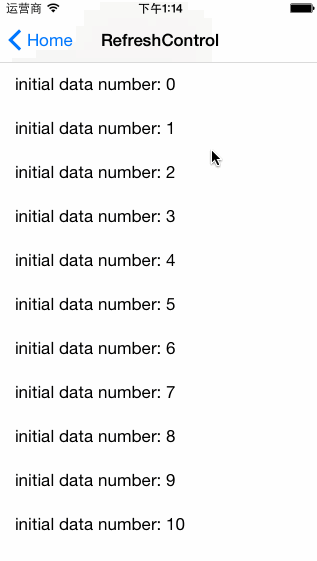 运营商 下午1:14
Home RefreshControl
initial data number: 0
initial data number: 1
initial data number: 2
initial data number: 3
initial data number: 4
initial data number: 5
initial data number: 6
initial data number: 7
initial data number: 8
initial data number: 9
initial data number: 10